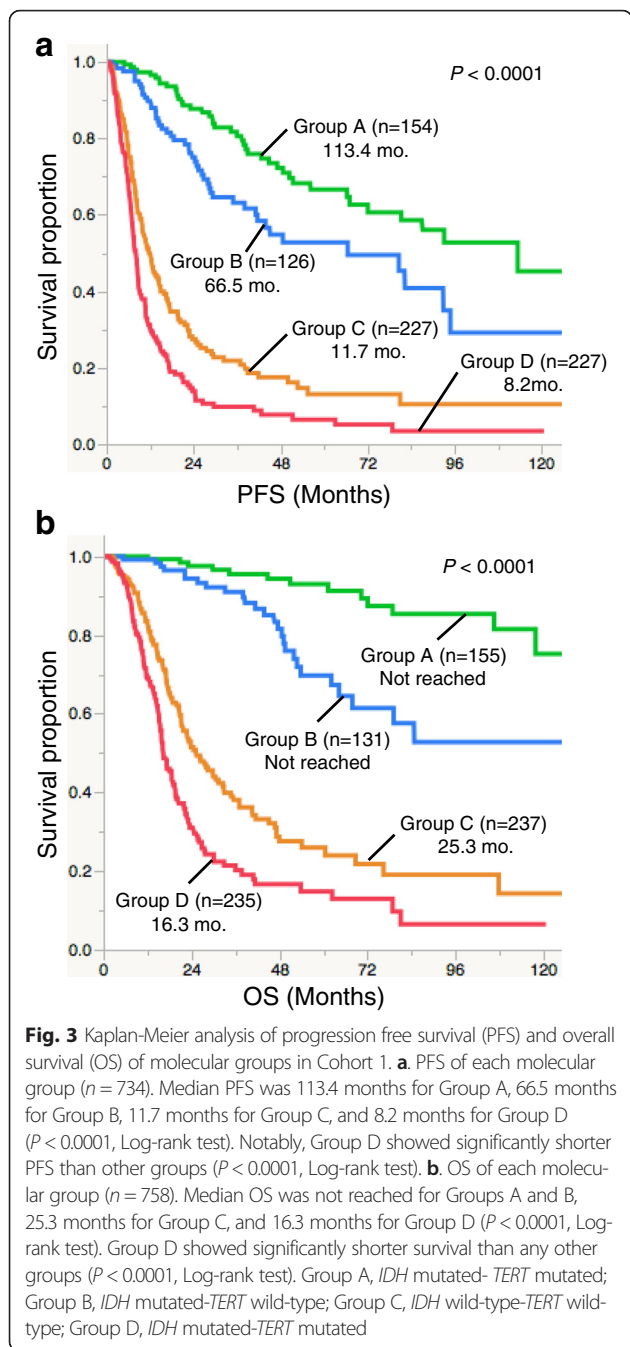 a
1.0
0.8
0.6
0.4
0.2
0.0
Survival proportion
P < 0.0001
Group A (n=154)
113.4 mo.
Group B (n=126)
66.5 mo.
Group C (n=227)
11.7 mo.
Group D (n=227)
8.2mo.
0 24 48 72 96 120
PFS (Months)
b
1.0
0.8
0.6
0.4
0.2
0.0
Survival proportion
P < 0.0001
Group A (n=155)
Not reached
Group B (n=131)
Not reached
Group C (n=237)
25.3 mo.
Group D (n=235)
16.3 mo.
0 24 48 72 96 120
OS (Months)
Fig. 3 Kaplan-Meier analysis of progression free survival (PFS) and overall
survival (OS) of molecular groups in Cohort 1. a. PFS of each molecular
group (n = 734). Median PFS was 113.4 months for Group A, 66.5 months
for Group B, 11.7 months for Group C, and 8.2 months for Group D
(P < 0.0001, Log-rank test). Notably, Group D showed significantly shorter
PFS than other groups (P < 0.0001, Log-rank test). b. OS of each molecu-
lar group (n = 758). Median OS was not reached for Groups A and B,
25.3 months for Group C, and 16.3 months for Group D (P < 0.0001, Log-
rank test). Group D showed significantly shorter survival than any other
groups (P < 0.0001, Log-rank test). Group A, IDH mutated- TERT mutated;
Group B, IDH mutated-TERT wild-type; Group C, IDH wild-type-TERT wild-
type; Group D, IDH mutated-TERT mutated